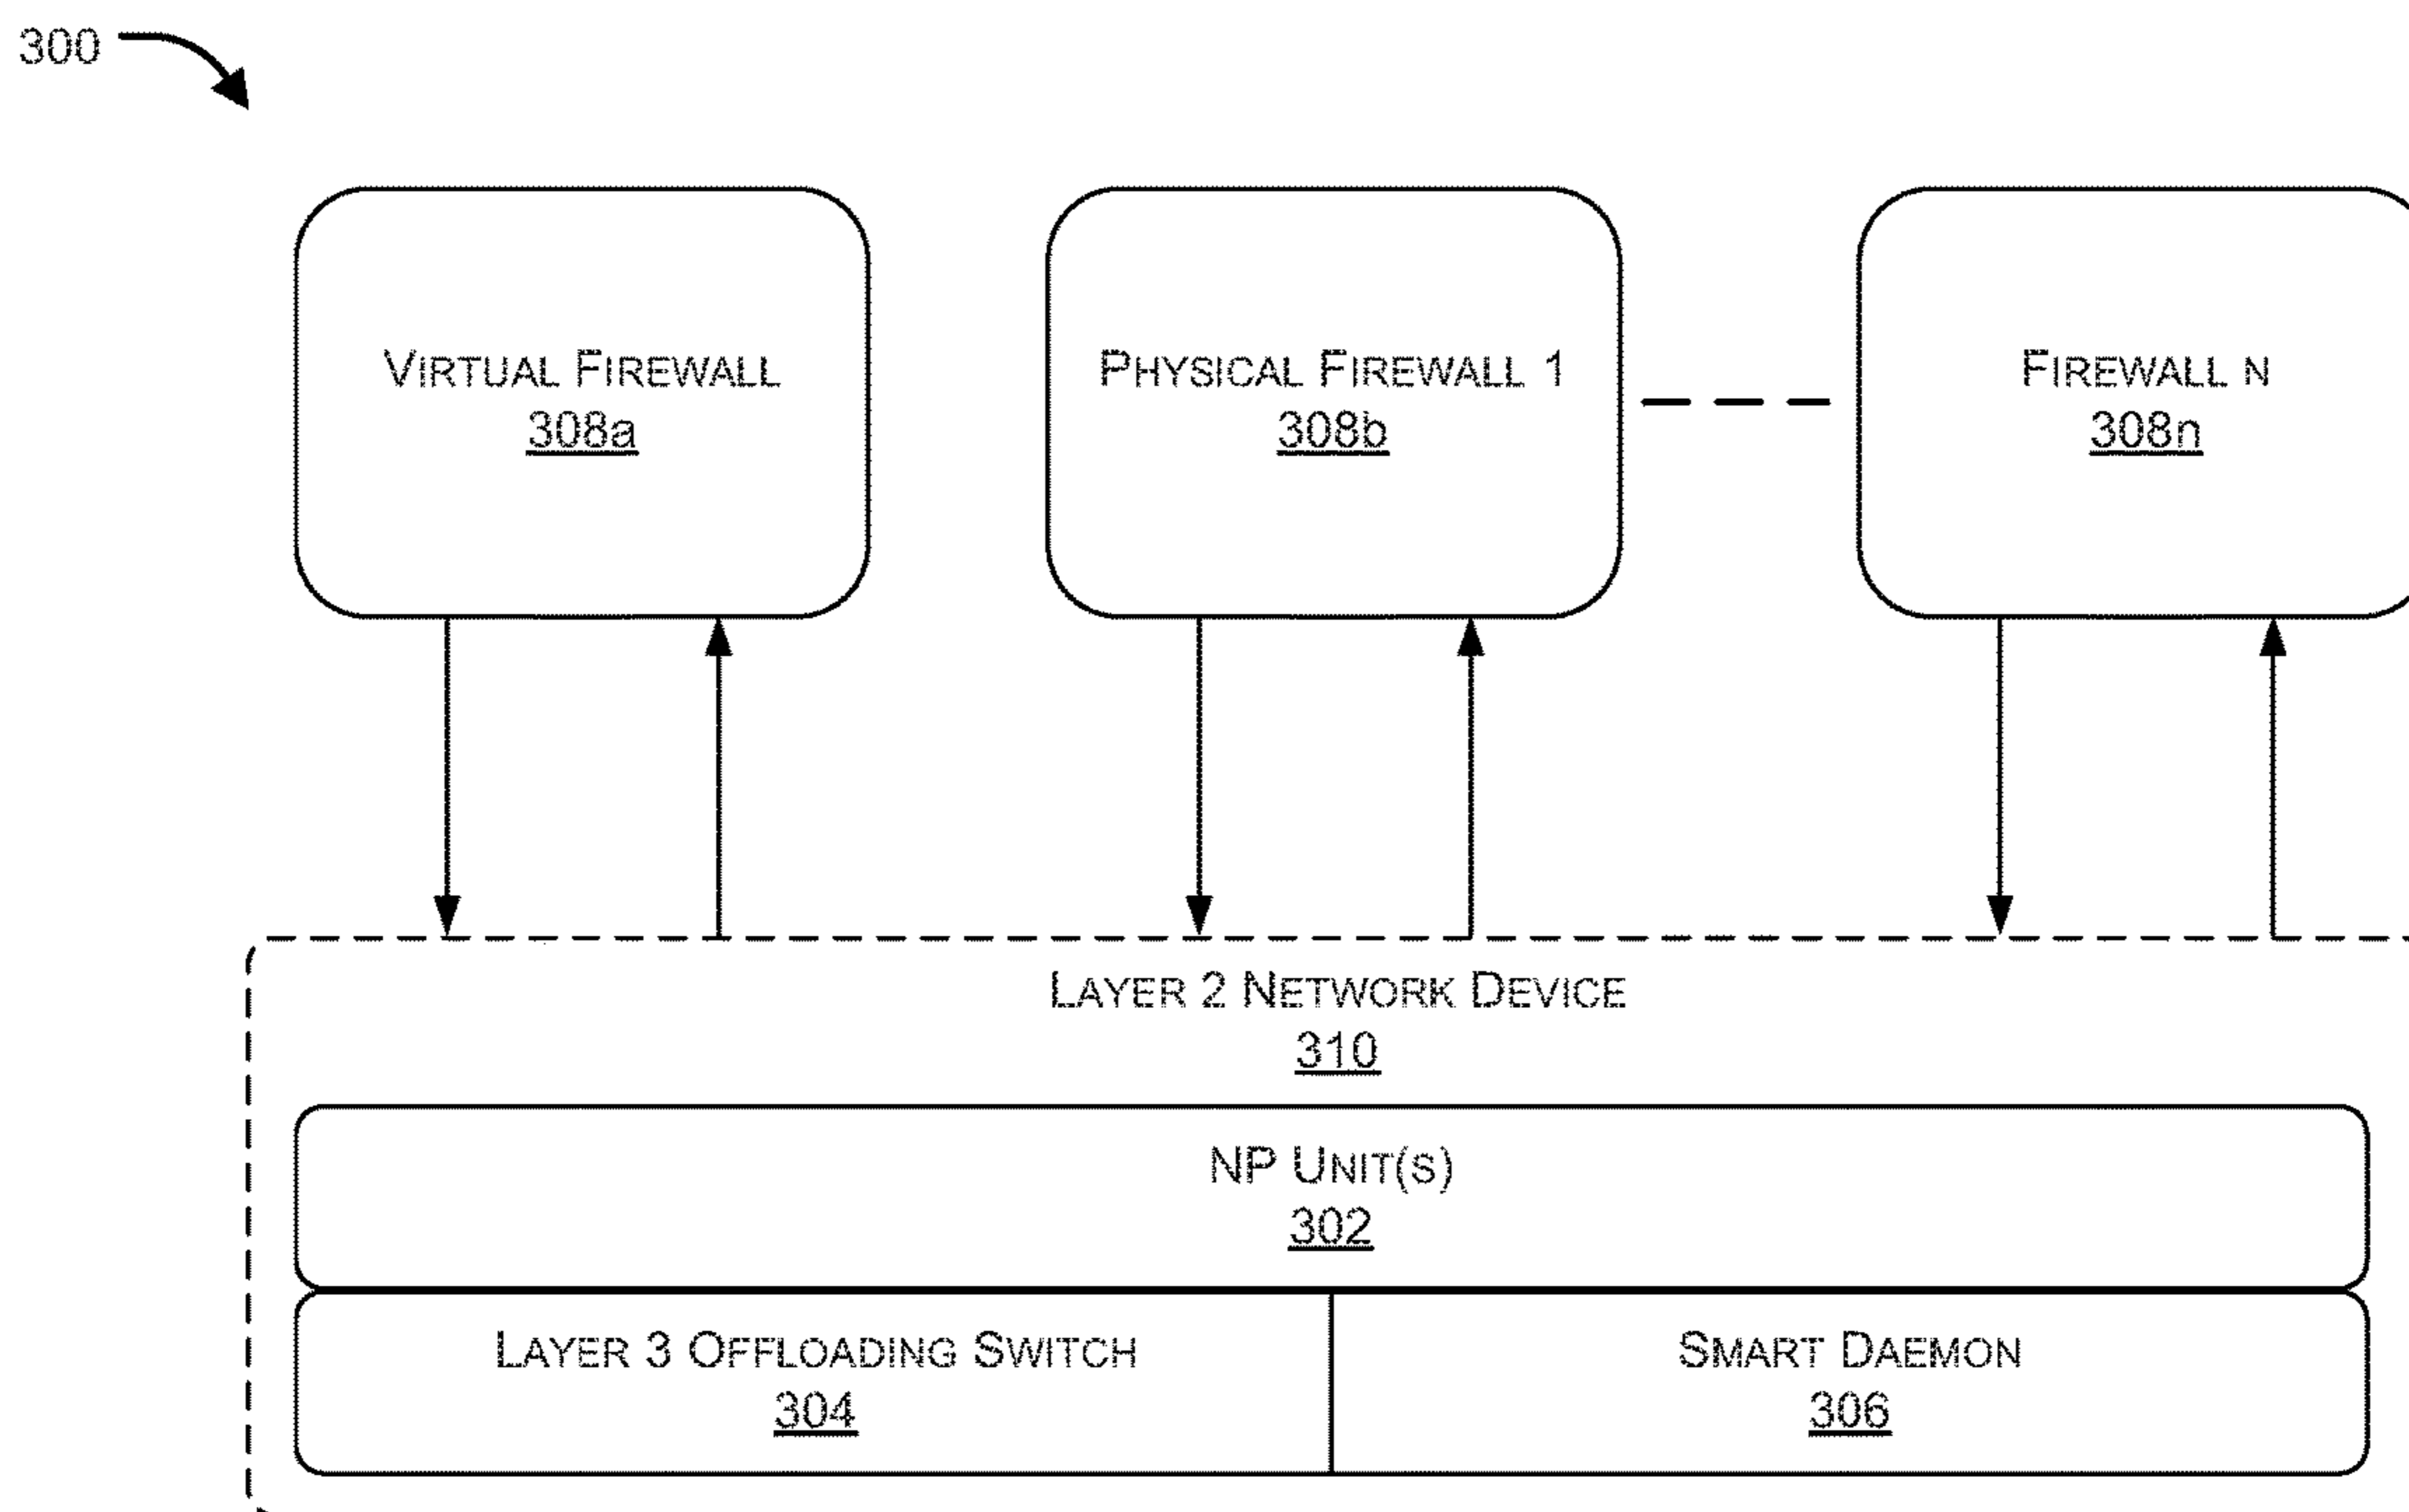 300
VIRTUAL FIREWALL
308a
PHYSICAL FIREWALL 1
308b
FIREWALL N
308n
LAYER 2 NETWORK DEVICE
310
NP UNIT(S)
302
LAYER 3 OFFLOADING SWITCH
304
SMART DAEMON
306